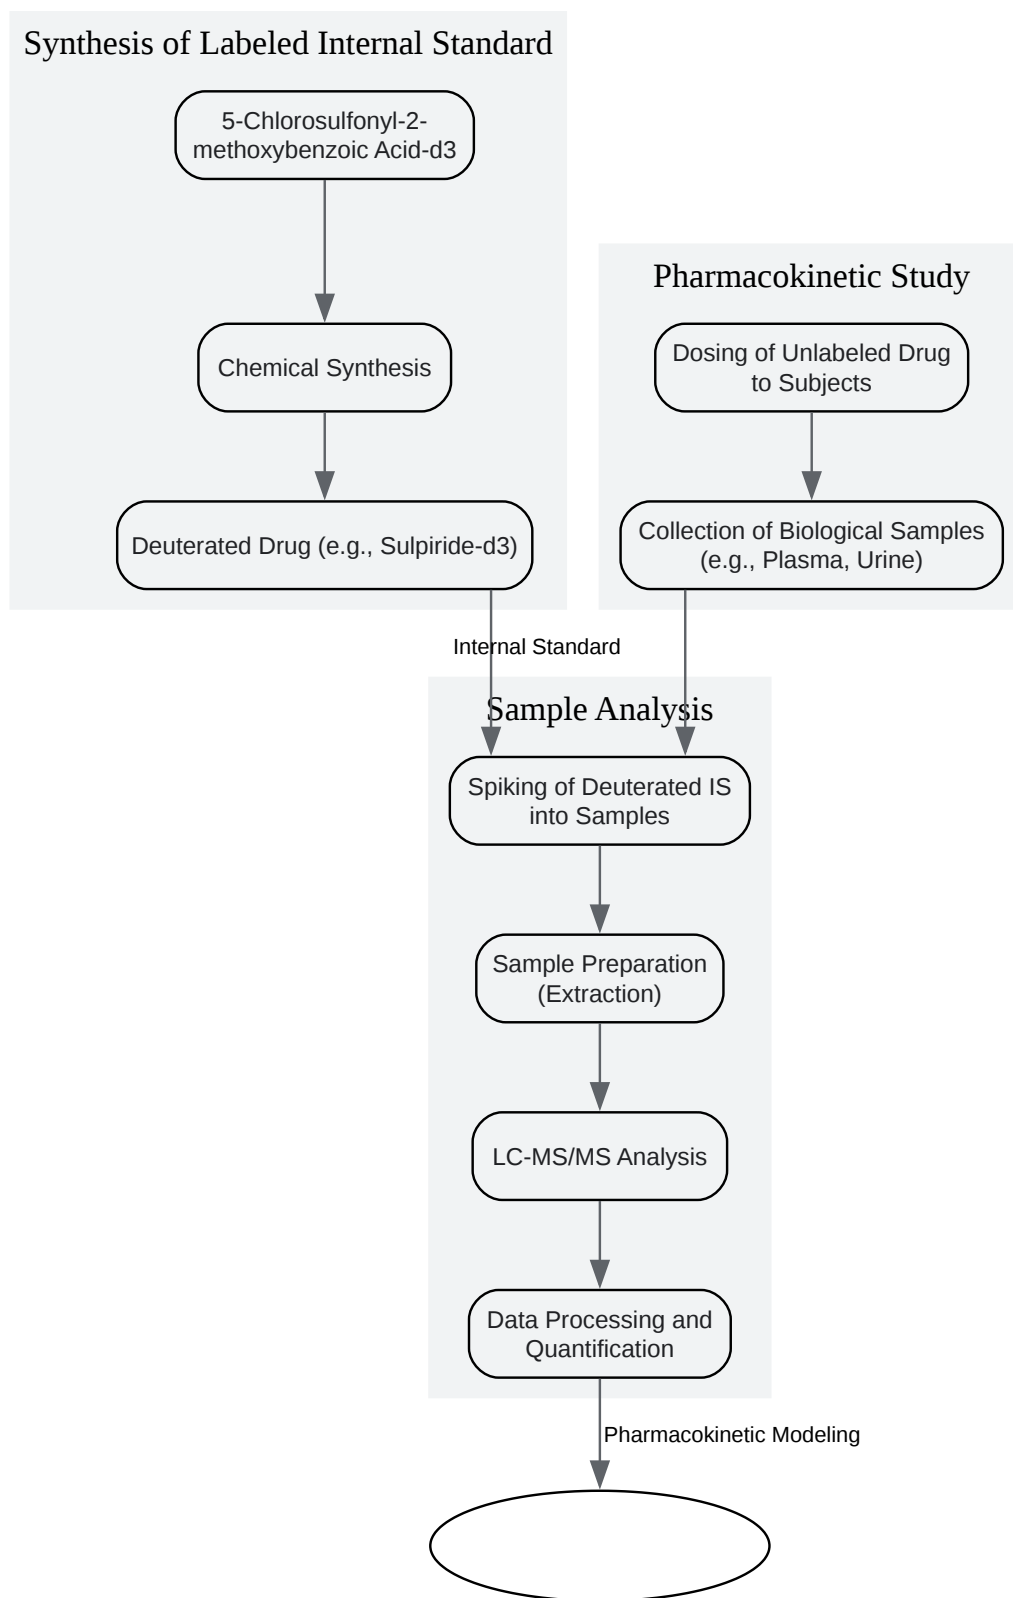 Synthesis of Labeled Internal Standard
5-Chlorosulfonyl-2-
methoxybenzoic Acid-d3
Chemical Synthesis
Deuterated Drug (e.g., Sulpiride-d3)
Pharmacokinetic Study
Dosing of Unlabeled Drug
to Subjects
Collection of Biological Samples
(e.g., Plasma, Urine)
Internal Standard
Sample Analysis
Spiking of Deuterated IS
into Samples
Sample Preparation
(Extraction)
LC-MS/MS Analysis
Data Processing and
Quantification
Pharmacokinetic Modeling